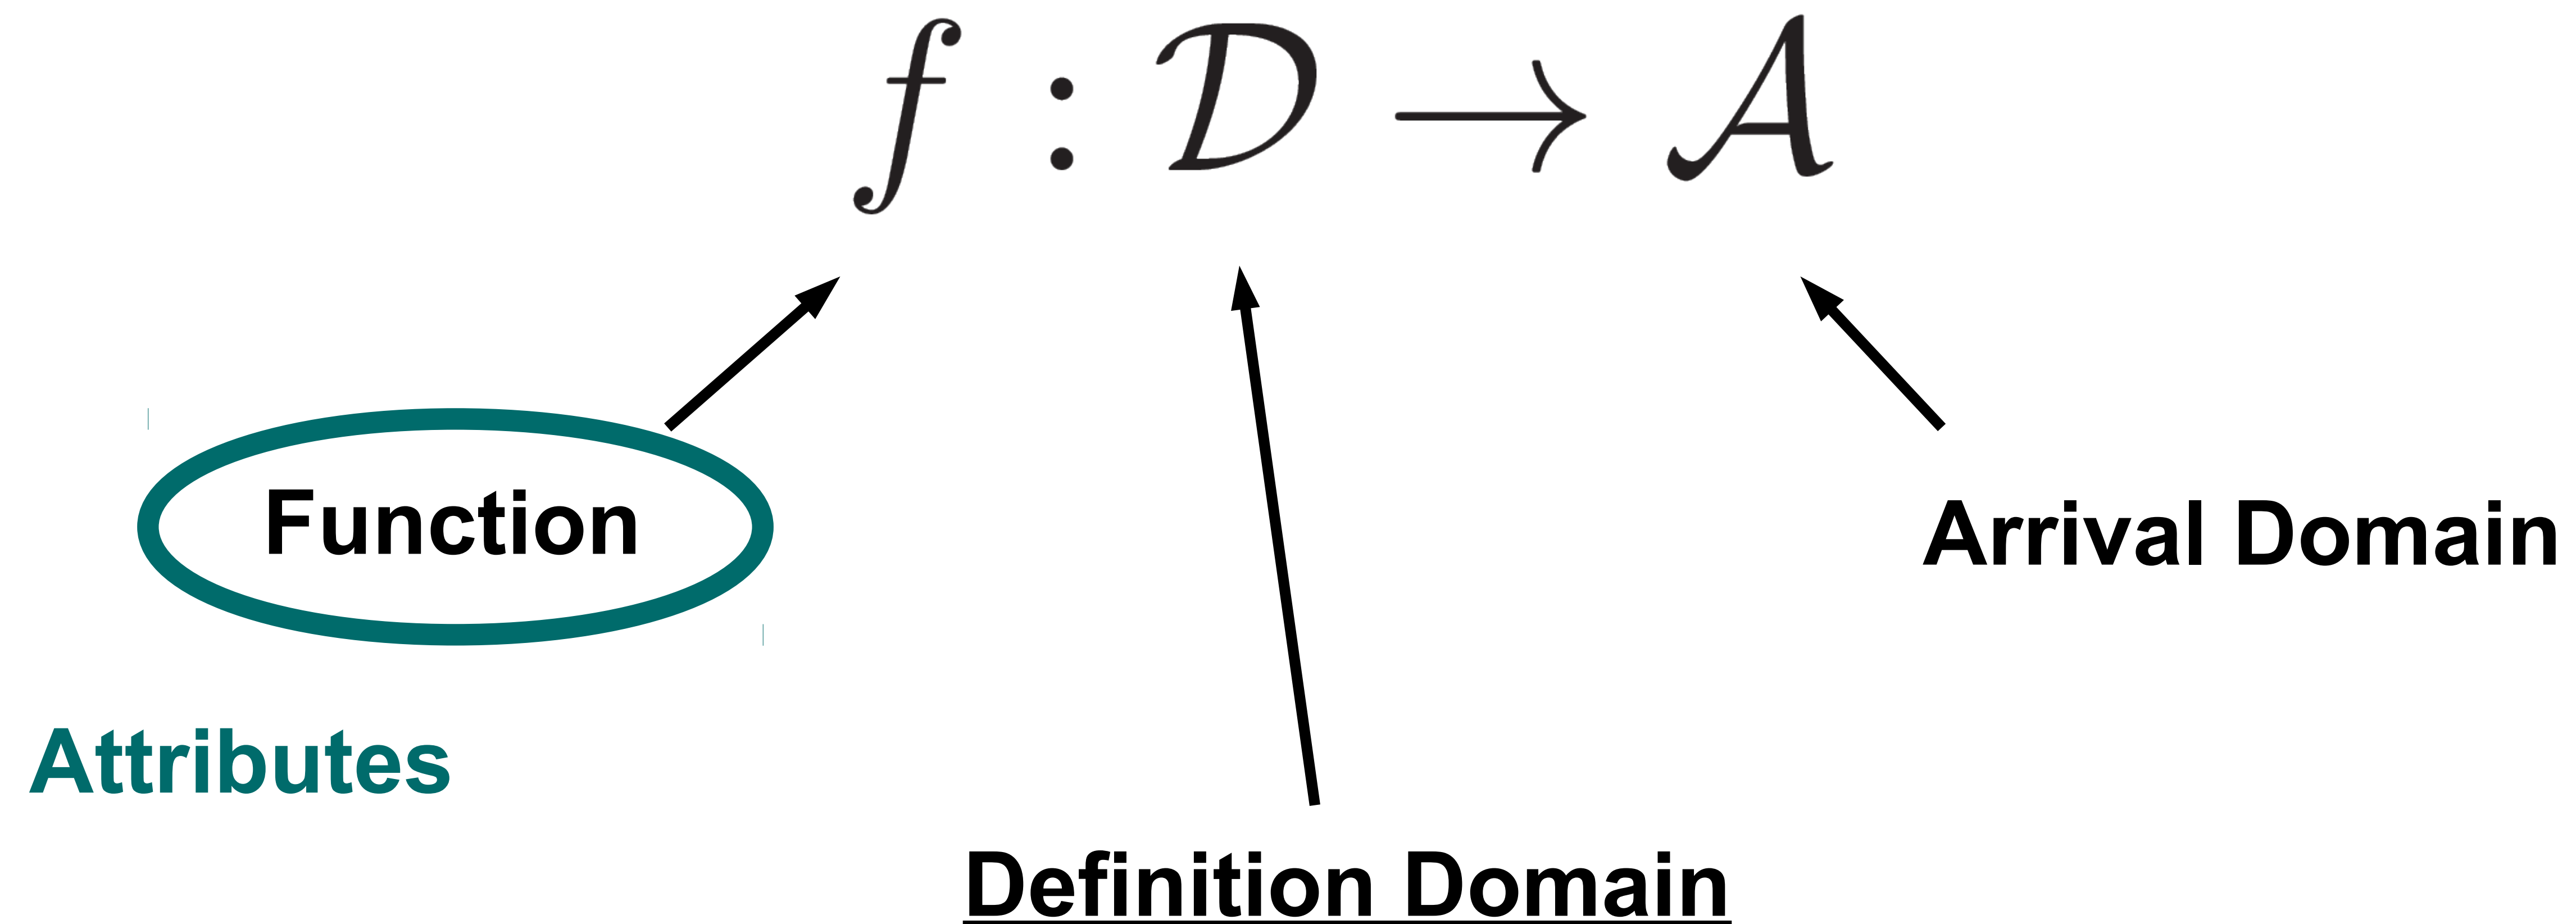 f : D → A
Function
Arrival Domain
Attributes
Definition Domain